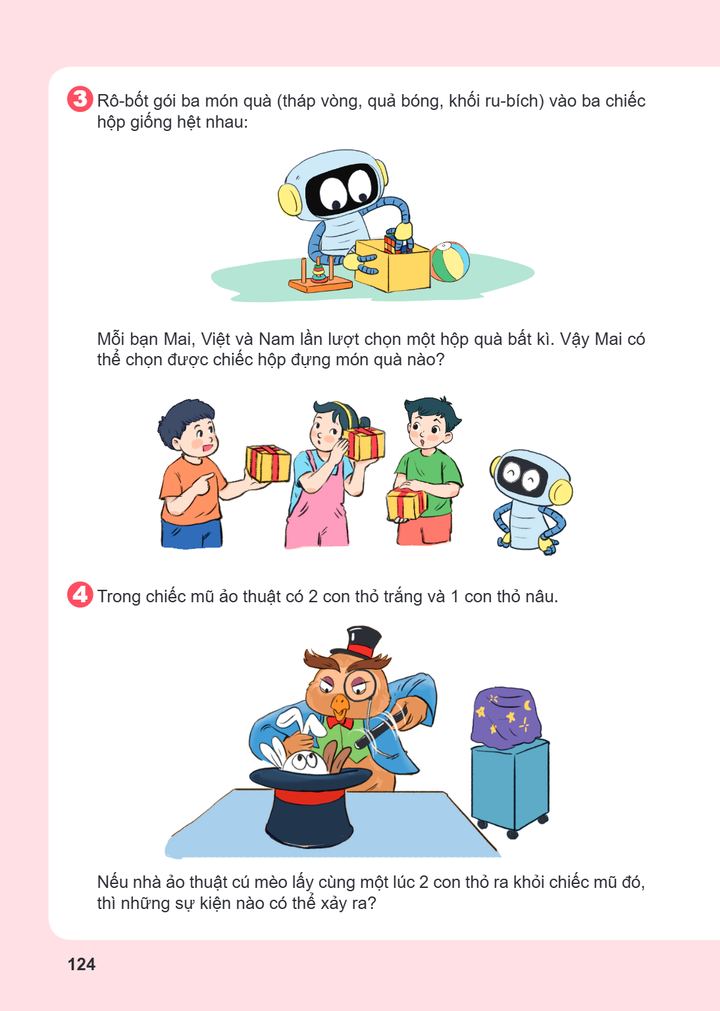 3 Rô-bốt gói ba món quà (tháp vòng, quả bóng, khối ru-bích) vào ba chiếc
hộp giống hệt nhau:
Mỗi bạn Mai, Việt và Nam lần lượt chọn một hộp quà bất kì. Vậy Mai có
thể chọn được chiếc hộp đựng món quà nào?
4 Trong chiếc mũ ảo thuật có 2 con thỏ trắng và 1 con thỏ nâu.
Nếu nhà ảo thuật cú mèo lấy cùng một lúc 2 con thỏ ra khỏi chiếc mũ đó,
thì những sự kiện nào có thể xảy ra?
124